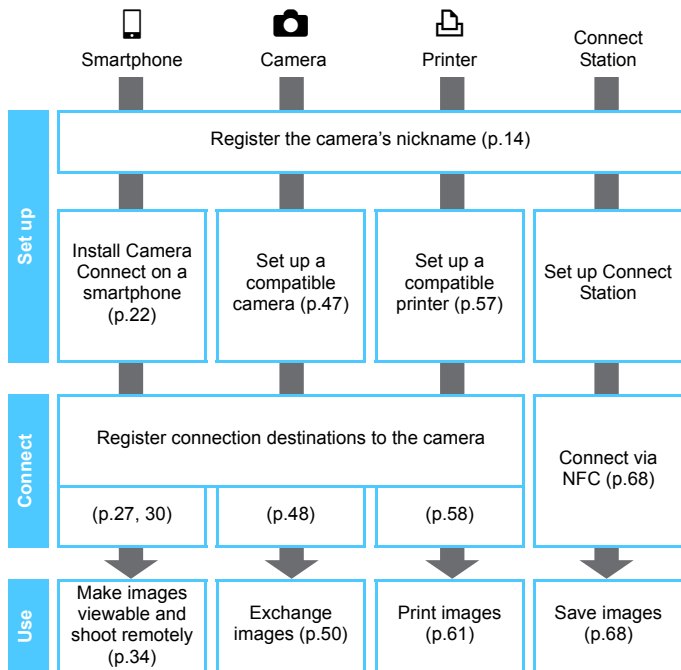 Smartphone
Camera
Printer
Connect
Station
Set up
Register the camera’s nickname (p.14)
Install Camera
Connect on a
smartphone
(p.22)
Set up a
compatible
camera (p.47)
Set up a
compatible
printer (p.57)
Set up Connect
Station
Connect
Register connection destinations to the camera
(p.27, 30)
(p.48)
(p.58)
Connect via
NFC (p.68)
Use
Make images
viewable and
shoot remotely
(p.34)
Exchange
images (p.50)
Print images
(p.61)
Save images
(p.68)